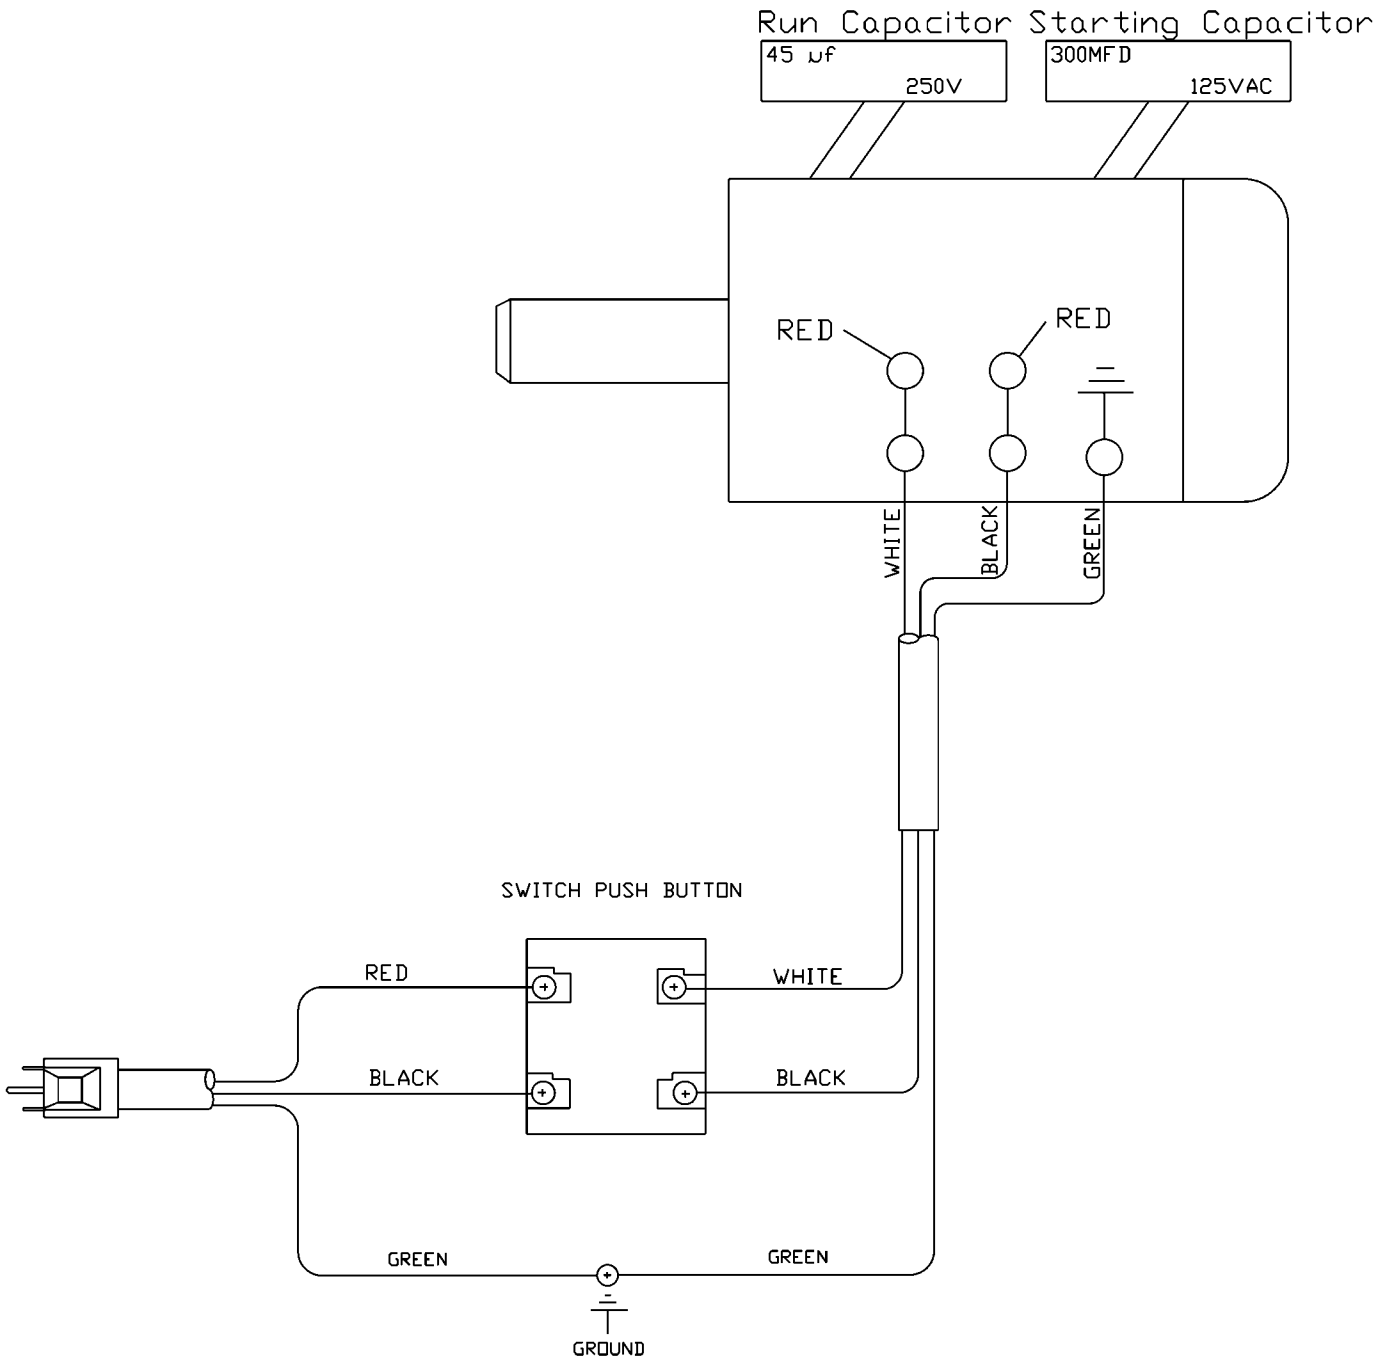 Run Capacitor
Starting Capacitor
45 uf
250V
300MFD
125VAC
RED
RED
WHITE
BLACK
GREEN
SWITCH PUSH BUTTON
RED
WHITE
BLACK
BLACK
GREEN
GREEN
GROUND